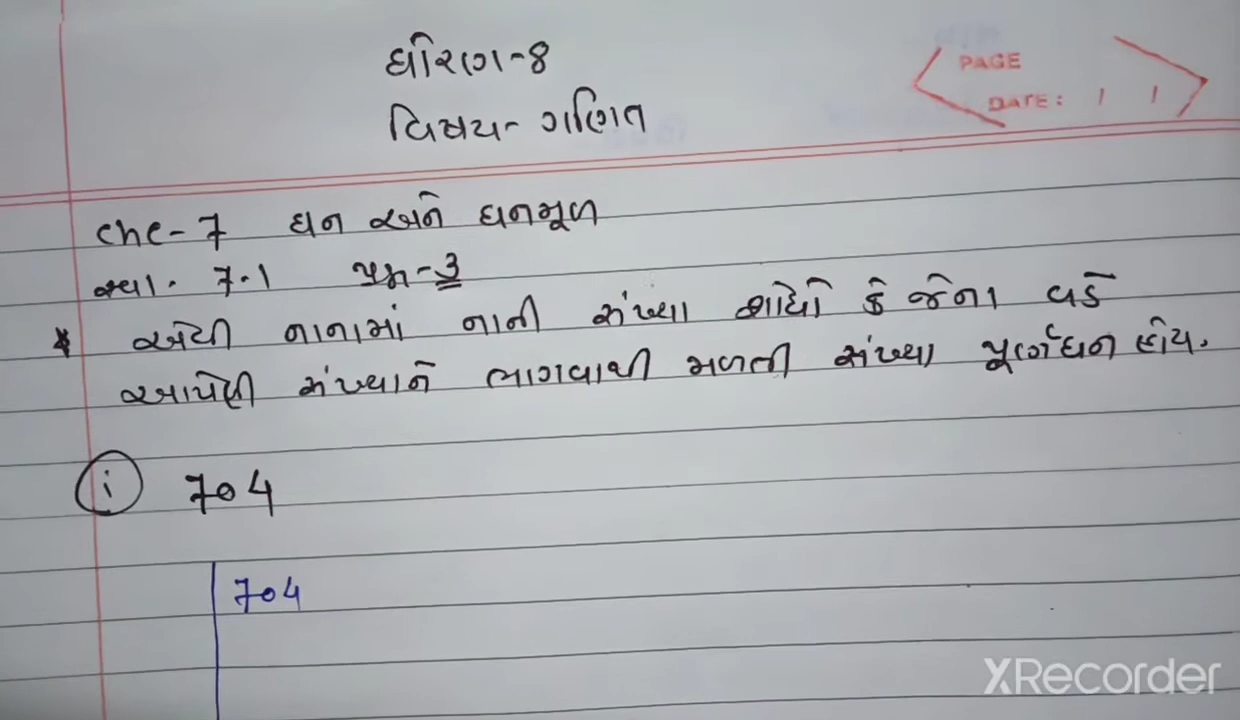 ધોરણ-8
વિષય- ગણિત
PAGE
DATE: / /
che-7 ઘન અને ઘનમૂળ
સ્વા. 7.1 પ્રશ્ન-3
* એવી નાનામાં નાની સંખ્યા શોધો કે જેના વડે
આપેલી સંખ્યાને ભાગવાથી મળતી સંખ્યા પૂર્ણઘન હોય.
i 704
704
XRecorder